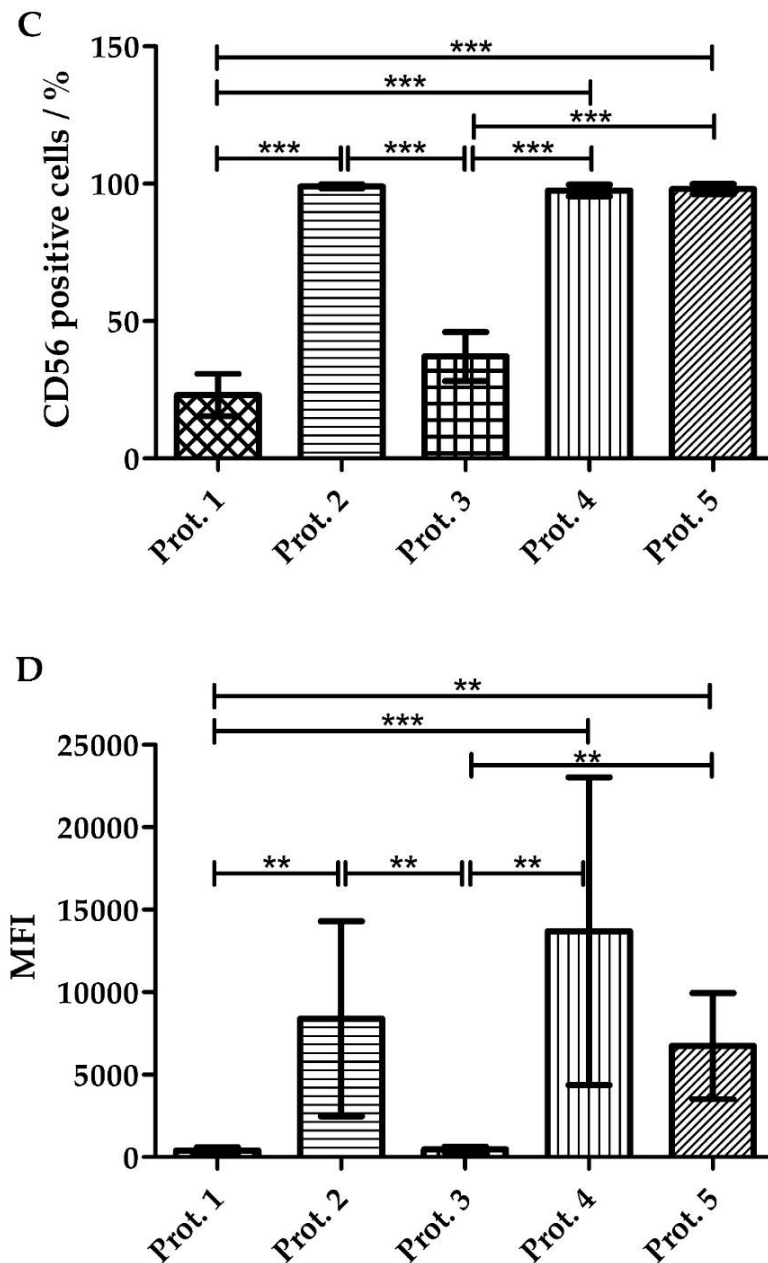 C
CD56 positive cells / %
150
100
50
0
***
***
***
*** *** ***
Prot. 1 Prot. 2 Prot. 3 Prot. 4 Prot. 5
D
MFI
25000
20000
15000
10000
5000
0
**
***
**
** ** **
Prot. 1 Prot. 2 Prot. 3 Prot. 4 Prot. 5